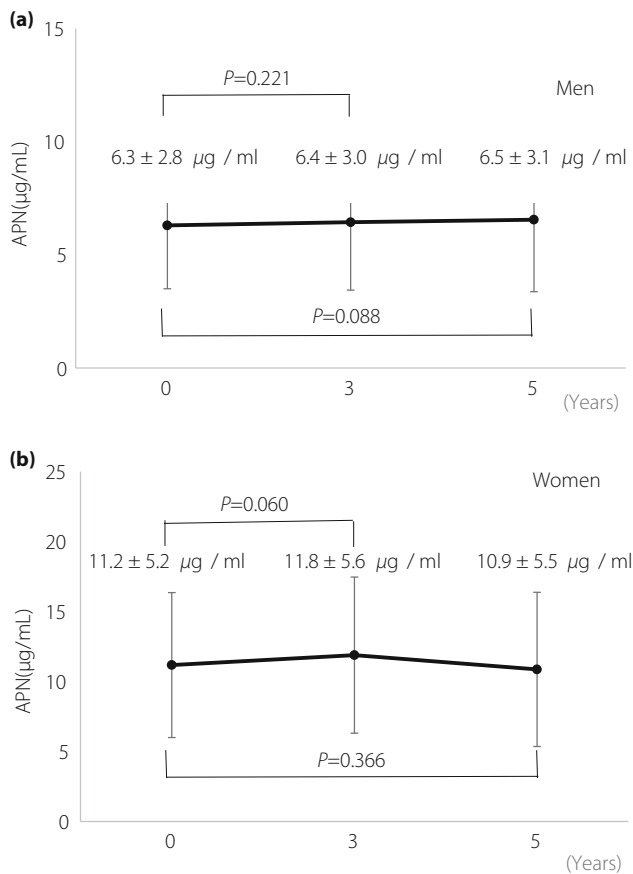 (a)
15
P=0.221
Men
10
6.3 ± 2.8 µg / ml 6.4 ± 3.0 µg / ml 6.5 ± 3.1 µg / ml
APN(µg/mL)
5
P=0.088
0
0 3 5
(Years)
(b)
25
Women
P=0.060
20
11.2 ± 5.2 µg / ml 11.8 ± 5.6 µg / ml 10.9 ± 5.5 µg / ml
15
APN(µg/mL)
10
5
P=0.366
0
0 3 5
(Years)